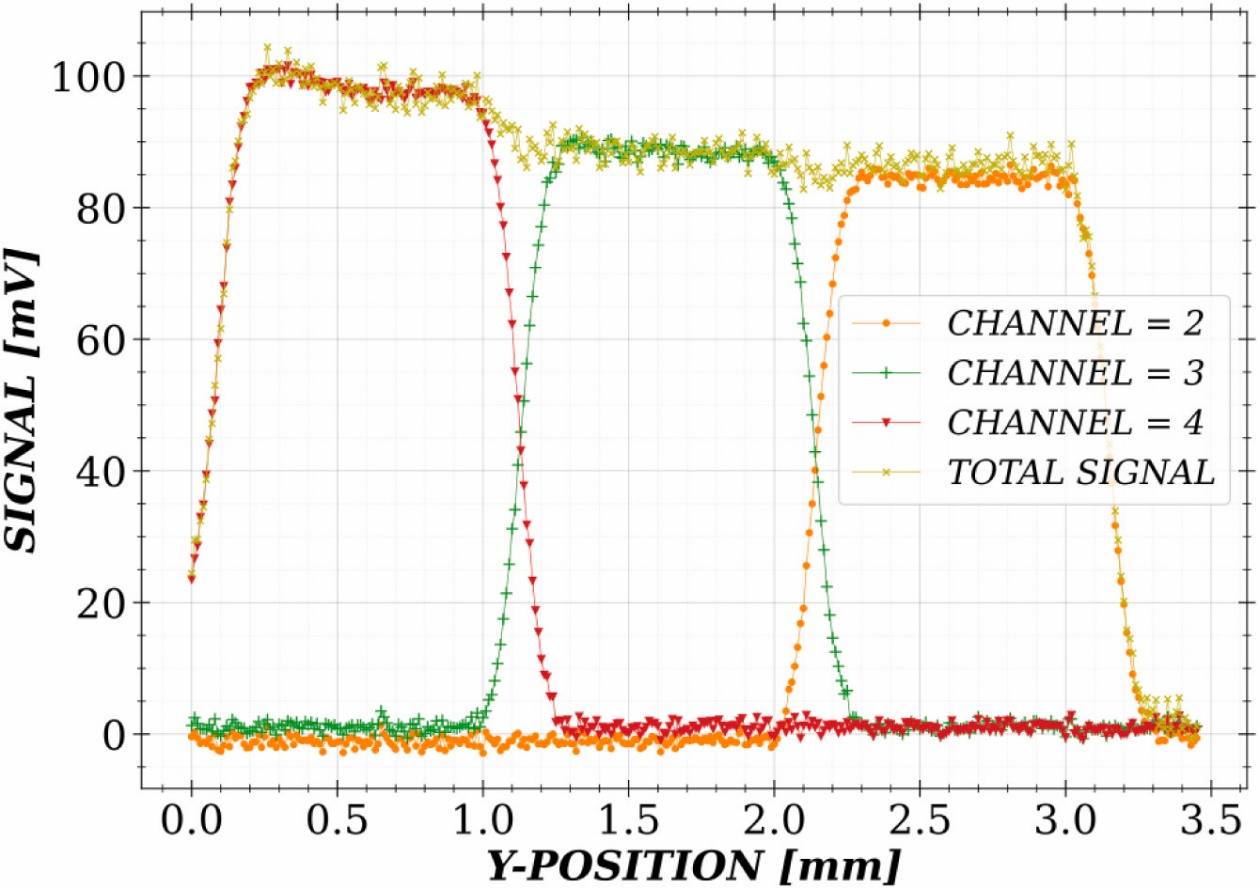 SIGNAL [mV]
100
80
60
40
20
0
CHANNEL = 2
CHANNEL = 3
CHANNEL = 4
TOTAL SIGNAL
0.0 0.5 1.0 1.5 2.0 2.5 3.0 3.5
Y-POSITION [mm]